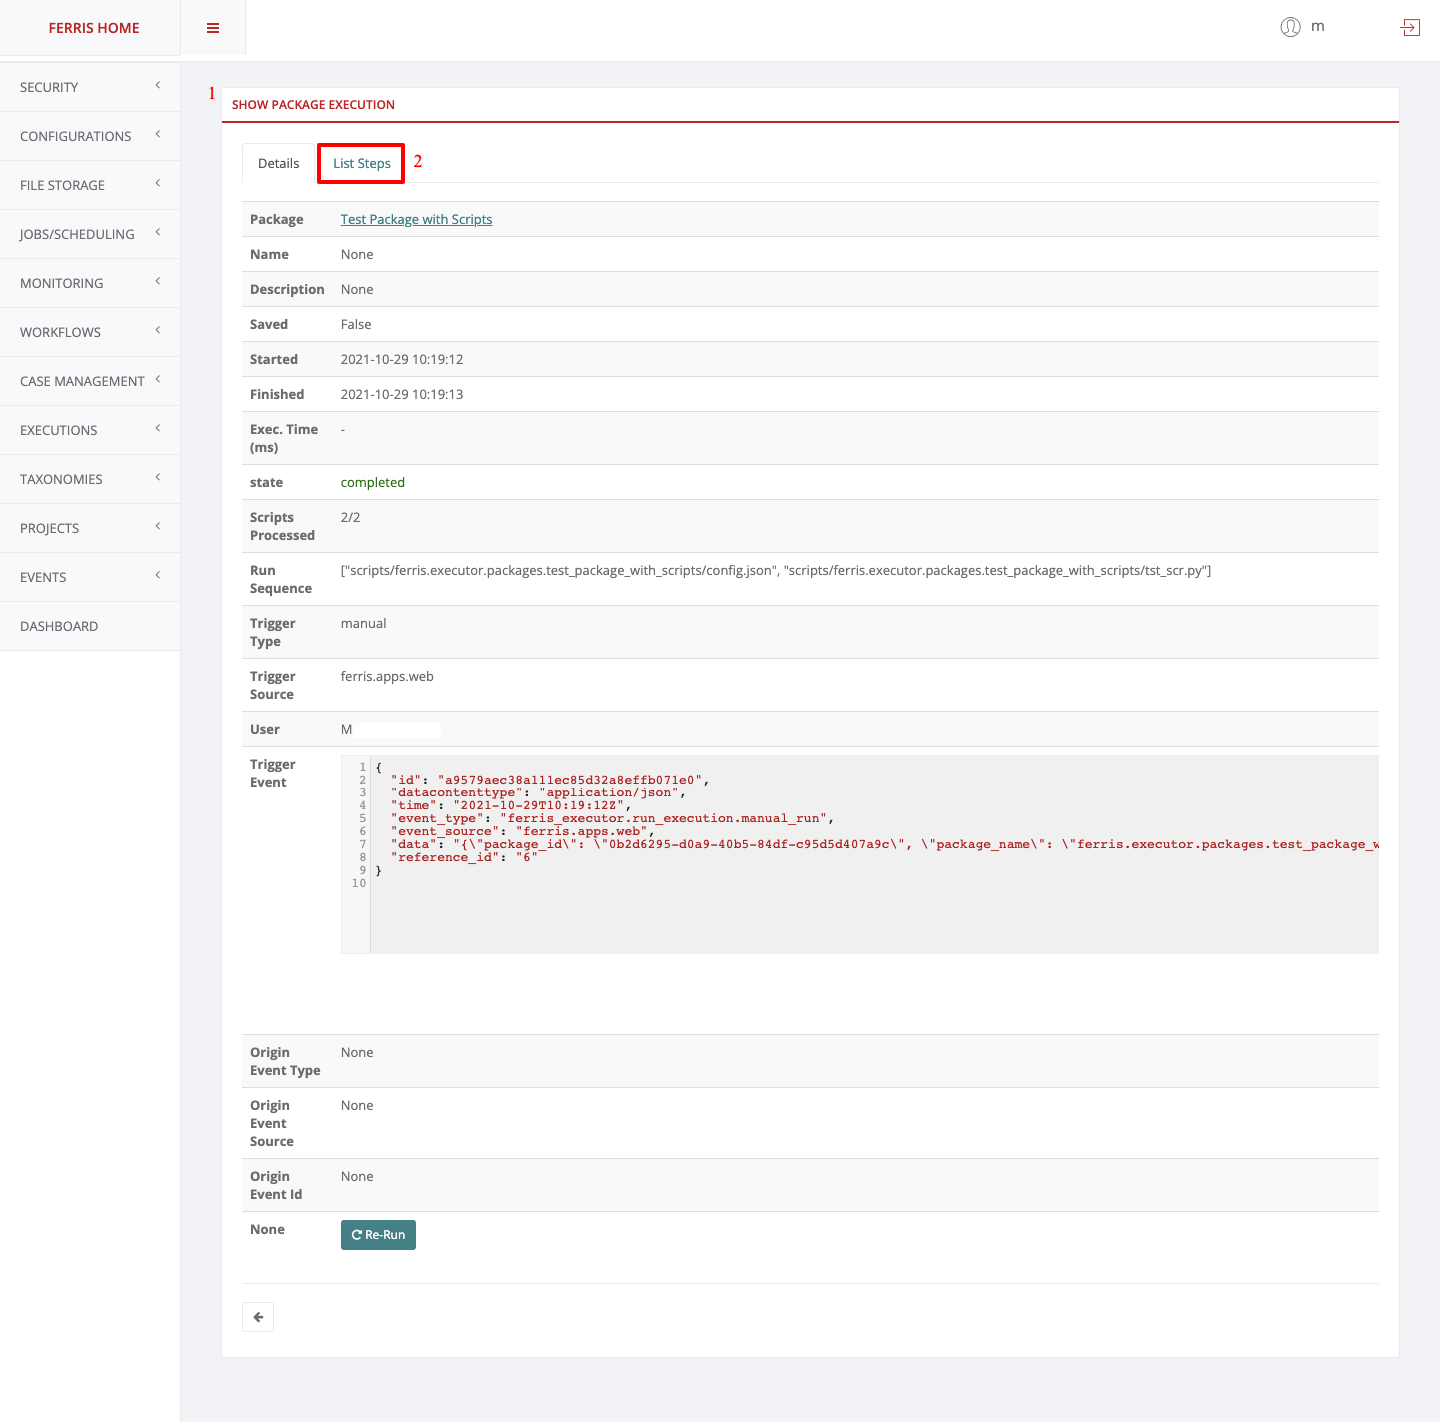 FERRIS HOME
m
SECURITY
CONFIGURATIONS
FILE STORAGE
JOBS/SCHEDULING
MONITORING
WORKFLOWS
CASE MANAGEMENT
EXECUTIONS
TAXONOMIES
PROJECTS
EVENTS
DASHBOARD
1
SHOW PACKAGE EXECUTION
Details
List Steps
2
Package Test Package with Scripts
Name None
Description None
Saved False
Started 2021-10-29 10:19:12
Finished 2021-10-29 10:19:13
Exec. Time -
(ms)
state completed
Scripts 2/2
Processed
Run ["scripts/ferris.executor.packages.test_package_with_scripts/config.json", "scripts/ferris.executor.packages.test_package_with_scripts/tst_scr.py"]
Sequence
Trigger manual
Type
Trigger ferris.apps.web
Source
User M
Trigger
Event
1 {
2 "id": "a9579aec38a111ec85d32a8effb071e0",
3 "datacontenttype": "application/json",
4 "time": "2021-10-29T10:19:12Z",
5 "event_type": "ferris_executor.run_execution.manual_run",
6 "event_source": "ferris.apps.web",
7 "data": "{\"package_id\": \"0b2d6295-d0a9-40b5-84df-c95d5d407a9c\", \"package_name\": \"ferris.executor.packages.test_package_w
8 "reference_id": "6"
9 }
10
Origin None
Event Type
Origin None
Event
Source
Origin None
Event Id
None Re-Run